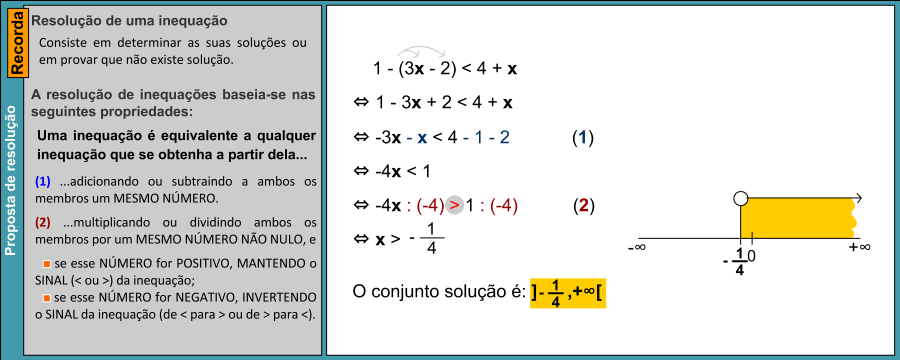 Proposta de resolução
Recorda
Resolução de uma inequação
Consiste em determinar as suas soluções ou
em provar que não existe solução.
A resolução de inequações baseia-se nas
seguintes propriedades:
Uma inequação é equivalente a qualquer
inequação que se obtenha a partir dela...
(1) ...adicionando ou subtraindo a ambos os
membros um MESMO NÚMERO.
(2) ...multiplicando ou dividindo ambos os
membros por um MESMO NÚMERO NÃO NULO, e
se esse NÚMERO for POSITIVO, MANTENDO o
SINAL (< ou >) da inequação;
se esse NÚMERO for NEGATIVO, INVERTENDO
o SINAL da inequação (de < para > ou de > para <).
1 - (3x - 2) < 4 + x
⇔ 1 - 3x + 2 < 4 + x
⇔ -3x - x < 4 - 1 - 2 (1)
⇔ -4x < 1
⇔ -4x : (-4) > 1 : (-4) (2)
⇔ x > - 1/4
O conjunto solução é: ]- 1/4 ,+∞[
-∞ - 1/4 0 +∞